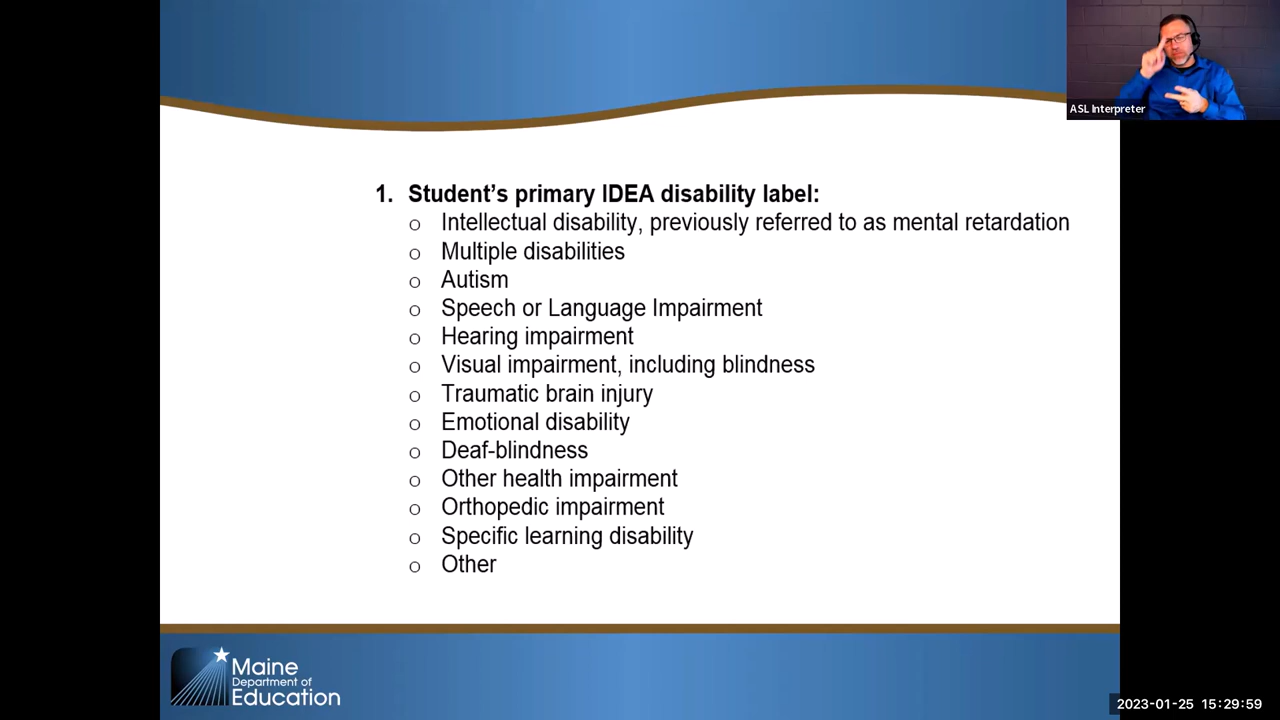 ASL Interpreter
1. Student’s primary IDEA disability label:
o Intellectual disability, previously referred to as mental retardation
o Multiple disabilities
o Autism
o Speech or Language Impairment
o Hearing impairment
o Visual impairment, including blindness
o Traumatic brain injury
o Emotional disability
o Deaf-blindness
o Other health impairment
o Orthopedic impairment
o Specific learning disability
o Other
Maine
Department of
Education
2023-01-25 15:29:59